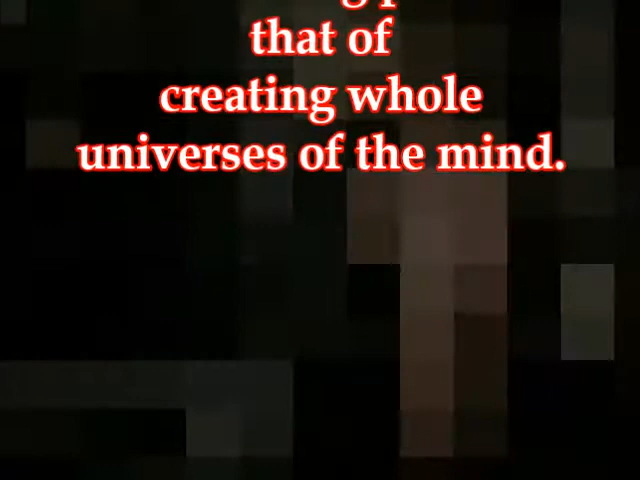 that of
creating whole
universes of the mind.